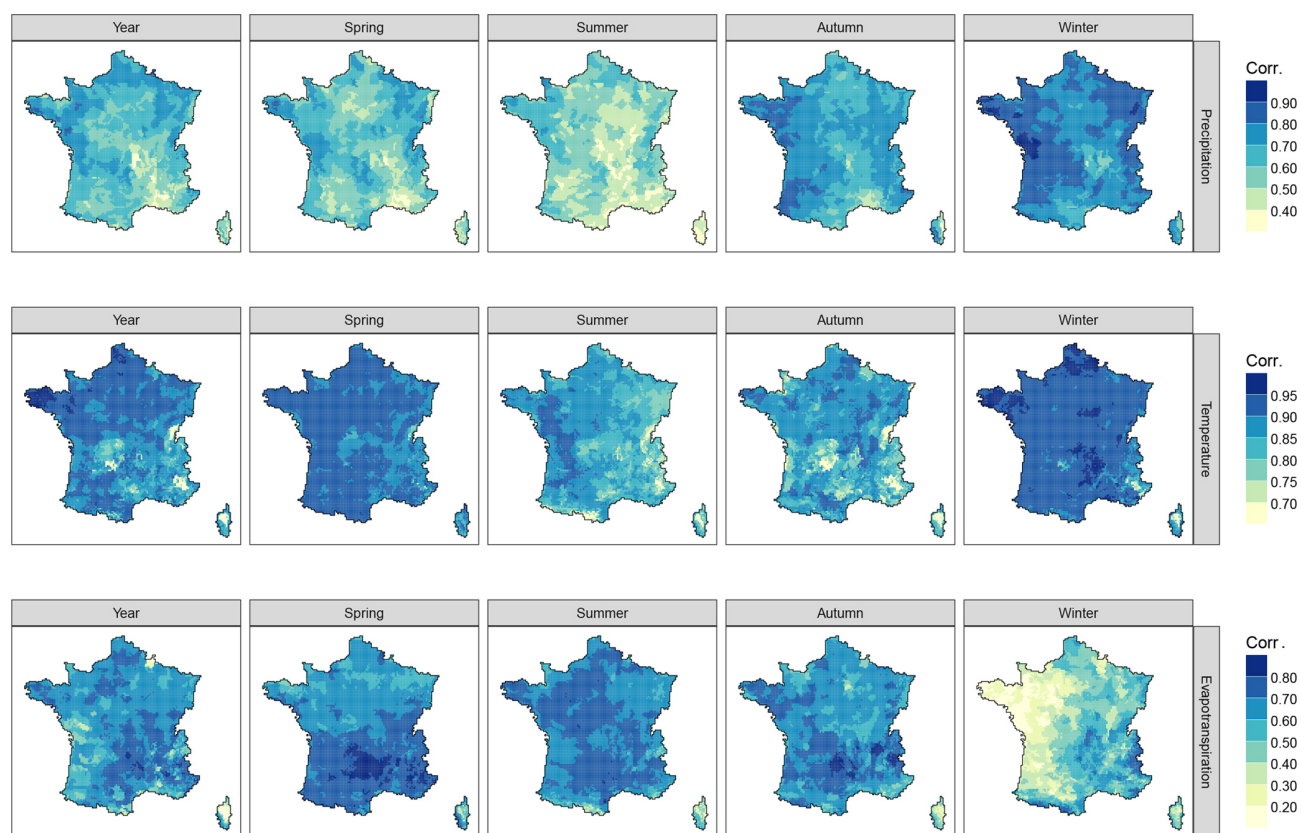 Year Spring Summer Autumn Winter
Precipitation
Corr.
0.90
0.80
0.70
0.60
0.50
0.40
Year Spring Summer Autumn Winter
Temperature
Corr.
0.95
0.90
0.85
0.80
0.75
0.70
Year Spring Summer Autumn Winter
Evapotranspiration
Corr.
0.80
0.70
0.60
0.50
0.40
0.30
0.20